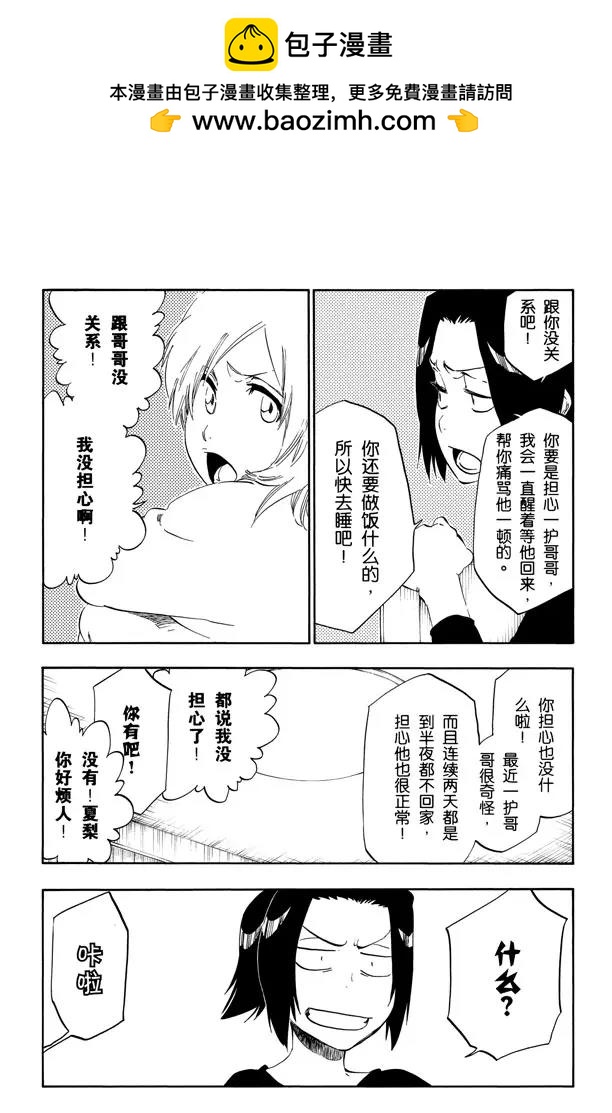 包子漫畫
本漫畫由包子漫畫收集整理，更多免費漫畫請訪問
👉 www.baozimh.com 👈
跟你没关
系吧！
你要是担心一护哥哥，
我会一直醒着等他回来，
帮你痛骂他一顿的。
你还要做饭什么的，
所以快去睡吧！
跟哥哥没
关系！
我没担心啊！
你担心也没什
么啦！
最近一护哥
哥很奇怪，
而且连续两天都是
到半夜都不回家，
担心他也很正常！
都说我没
担心了！
你有吧！
没有！夏梨
你好烦人！
什么？
咔啦